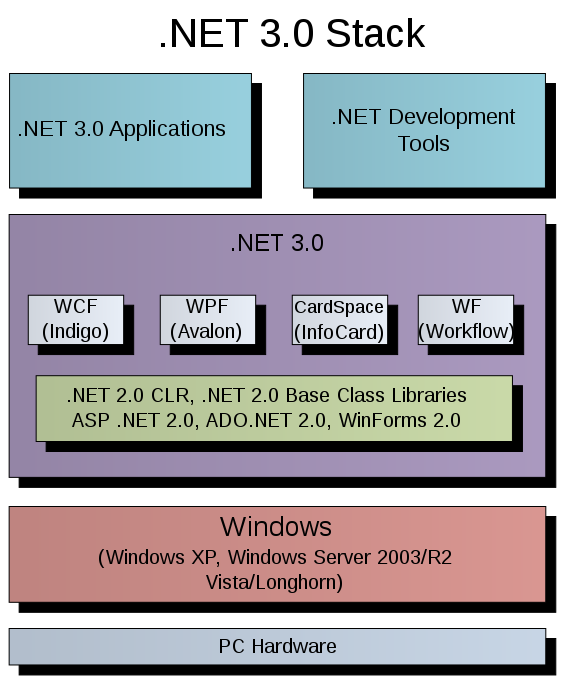 .NET 3.0 Stack
.NET 3.0 Applications
.NET Development
Tools
.NET 3.0
WCF
(Indigo)
WPF
(Avalon)
CardSpace
(InfoCard)
WF
(Workflow)
.NET 2.0 CLR, .NET 2.0 Base Class Libraries
ASP .NET 2.0, ADO.NET 2.0, WinForms 2.0
Windows
(Windows XP, Windows Server 2003/R2
Vista/Longhorn)
PC Hardware